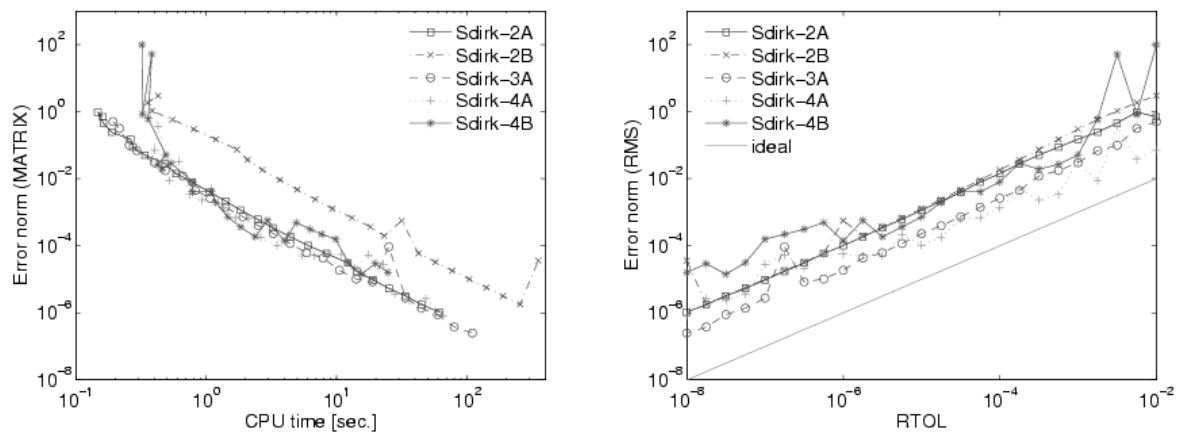 Error norm (MATRIX)
10^2
10^0
10^-2
10^-4
10^-6
10^-8
10^-1
10^0
10^1
10^2
CPU time [sec.]
Sdirk-2A
Sdirk-2B
Sdirk-3A
Sdirk-4A
Sdirk-4B
Error norm (RMS)
10^2
10^0
10^-2
10^-4
10^-6
10^-8
10^-8
10^-6
10^-4
10^-2
RTOL
Sdirk-2A
Sdirk-2B
Sdirk-3A
Sdirk-4A
Sdirk-4B
ideal